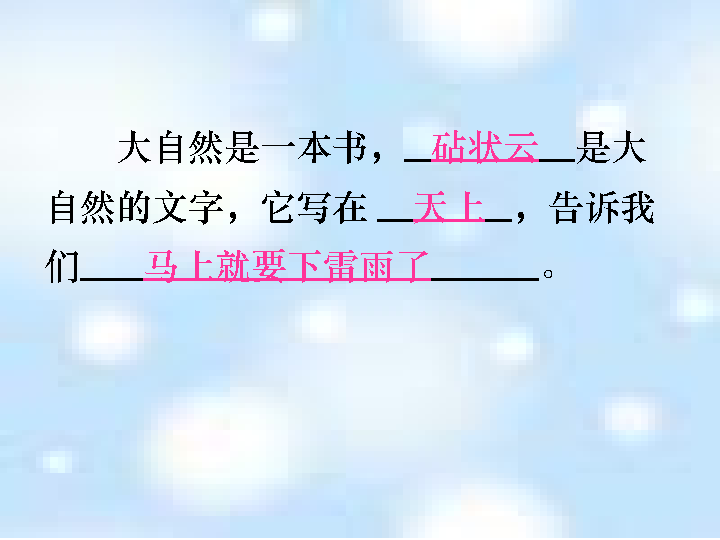 大自然是一本书，__砧状云__是大
自然的文字，它写在 __天上__，告诉我
们____马上就要下雷雨了______。